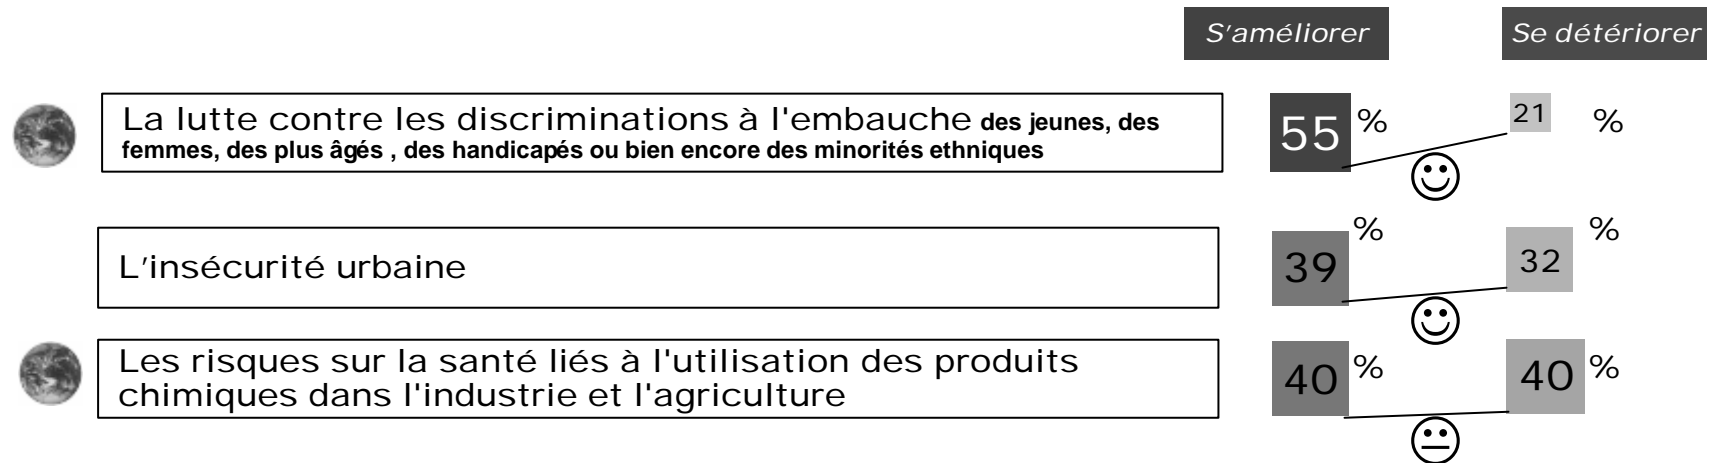 S'améliorer Se détériorer
La lutte contre les discriminations à l'embauche des jeunes, des 55 % 21 %
femmes, des plus âgés , des handicapés ou bien encore des minorités ethniques
L'insécurité urbaine 39 % 32 %
Les risques sur la santé liés à l'utilisation des produits 40 % 40 %
chimiques dans l'industrie et l'agriculture